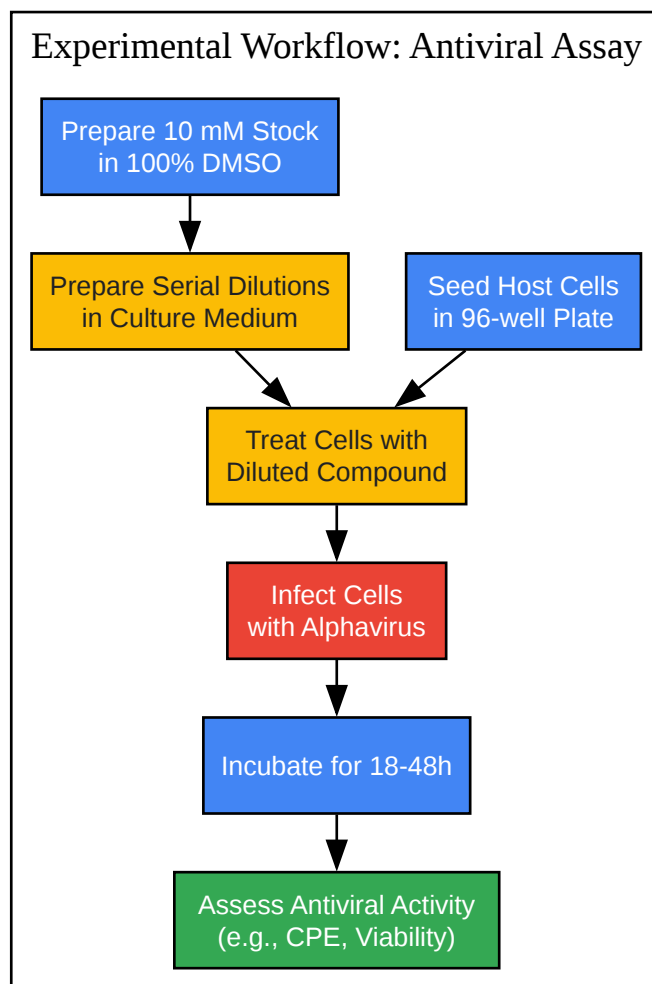 Experimental Workflow: Antiviral Assay
Prepare 10 mM Stock
in 100% DMSO
Prepare Serial Dilutions
in Culture Medium
Seed Host Cells
in 96-well Plate
Treat Cells with
Diluted Compound
Infect Cells
with Alphavirus
Incubate for 18-48h
Assess Antiviral Activity
(e.g., CPE, Viability)